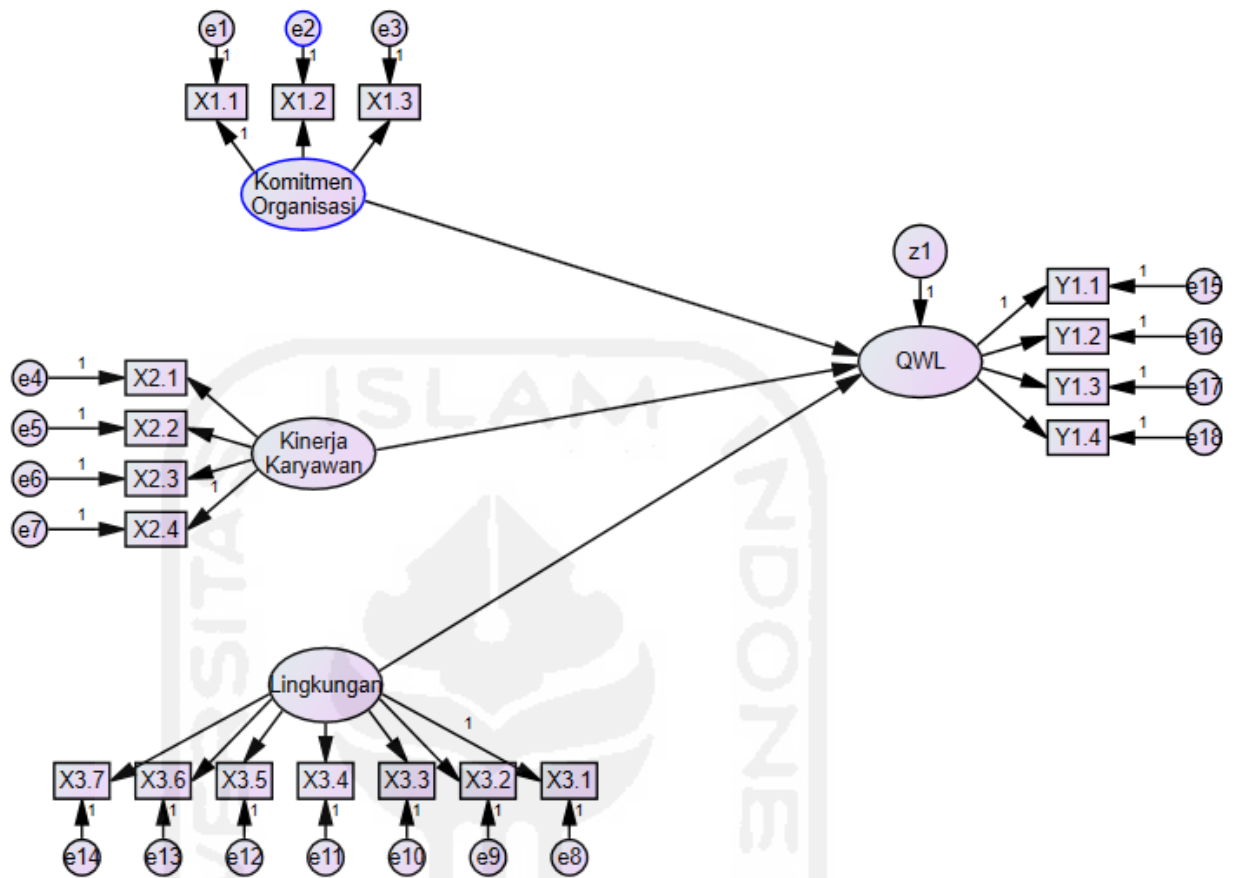 e1 e2 e3
1 1 1
X1.1 X1.2 X1.3
1
Komitmen
Organisasi
z1
1
1 Y1.1 1 e15
Y1.2 1 e16
QWL
Y1.3 1 e17
Y1.4 1 e18
ISLAM
INDONE
e4 1 X2.1
e5 1 X2.2
Kinerja
Karyawan
e6 1 X2.3
1
e7 1 X2.4
VERSITAS
Lingkungan
1
X3.7 X3.6 X3.5 X3.4 X3.3 X3.2 X3.1
1 1 1 1 1 1 1
e14 e13 e12 e11 e10 e9 e8